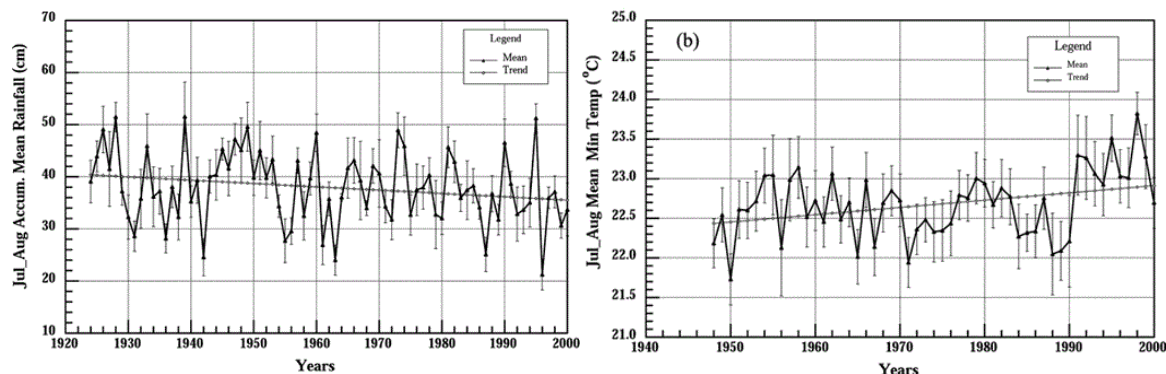 70
60
50
40
30
20
10
Jul_Aug Accum. Mean Rainfall (cm)
Legend
Mean
Trend
1920 1930 1940 1950 1960 1970 1980 1990 2000
Years
(b)
25.0
24.5
24.0
23.5
23.0
22.5
22.0
21.5
21.0
Jul_Aug Mean Min Temp (°C)
Legend
Mean
Trend
1940 1950 1960 1970 1980 1990 2000
Years